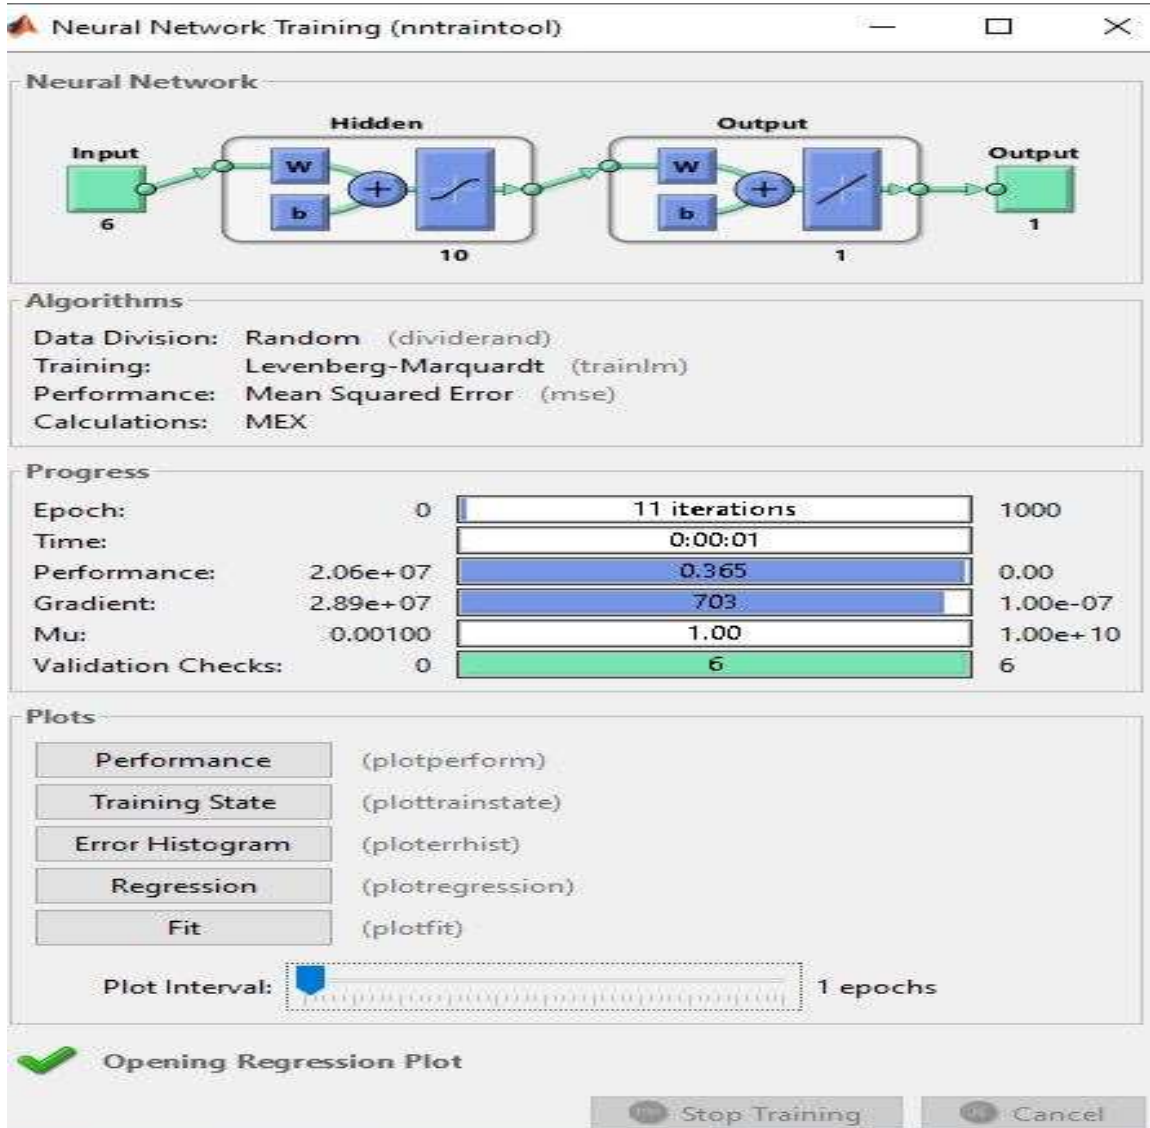 Neural Network Training (nntraintool)
Neural Network
Hidden
Output
Input
Output
W
b
W
b
6
10
1
1
Algorithms
Data Division: Random (dividerand)
Training: Levenberg-Marquardt (trainlm)
Performance: Mean Squared Error (mse)
Calculations: MEX
Progress
Epoch: 0 11 iterations 1000
Time: 0:00:01
Performance: 2.06e+07 0.365 0.00
Gradient: 2.89e+07 703 1.00e-07
Mu: 0.00100 1.00 1.00e+10
Validation Checks: 0 6 6
Plots
Performance (plotperform)
Training State (plottrainstate)
Error Histogram (ploterrhist)
Regression (plotregression)
Fit (plotfit)
Plot Interval: 1 epochs
Opening Regression Plot
Stop Training Cancel